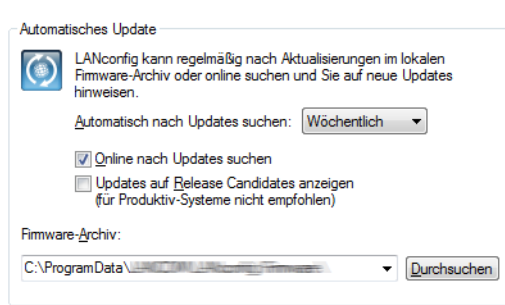 Automatisches Update
LANconfig kann regelmäßig nach Aktualisierungen im lokalen
Firmware-Archiv oder online suchen und Sie auf neue Updates
hinweisen.
Automatisch nach Updates suchen: Wöchentlich
Online nach Updates suchen
Updates auf Release Candidates anzeigen
(für Produktiv-Systeme nicht empfohlen)
Firmware-Archiv:
C:\ProgramData\ Durchsuchen